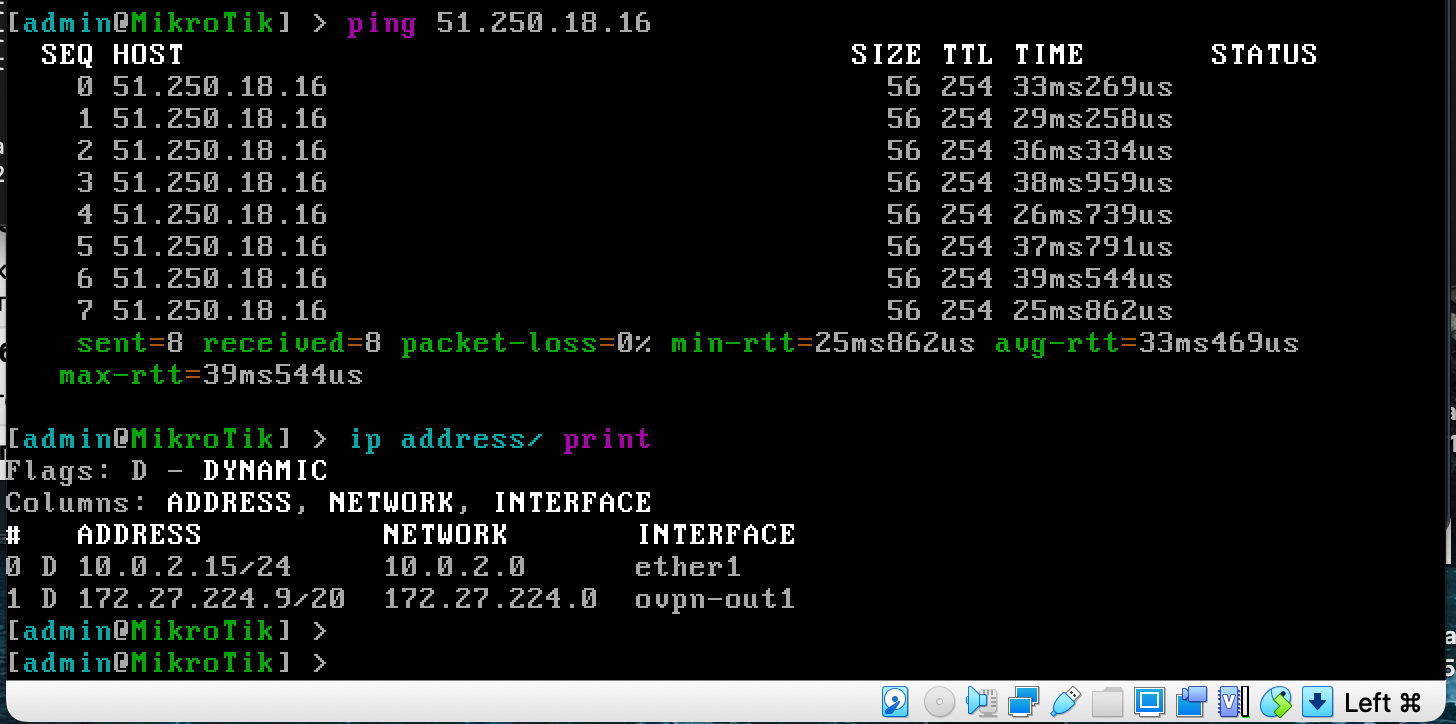 [admin@MikroTik] > ping 51.250.18.16
SEQ HOST SIZE TTL TIME STATUS
0 51.250.18.16 56 254 33ms269us
1 51.250.18.16 56 254 29ms258us
2 51.250.18.16 56 254 36ms334us
3 51.250.18.16 56 254 38ms959us
4 51.250.18.16 56 254 26ms739us
5 51.250.18.16 56 254 37ms791us
6 51.250.18.16 56 254 39ms544us
7 51.250.18.16 56 254 25ms862us
sent=8 received=8 packet-loss=0% min-rtt=25ms862us avg-rtt=33ms469us
max-rtt=39ms544us
[admin@MikroTik] > ip address/ print
Flags: D - DYNAMIC
Columns: ADDRESS, NETWORK, INTERFACE
# ADDRESS NETWORK INTERFACE
0 D 10.0.2.15/24 10.0.2.0 ether1
1 D 172.27.224.9/20 172.27.224.0 ovpn-out1
[admin@MikroTik] >
[admin@MikroTik] >
Left ⌘